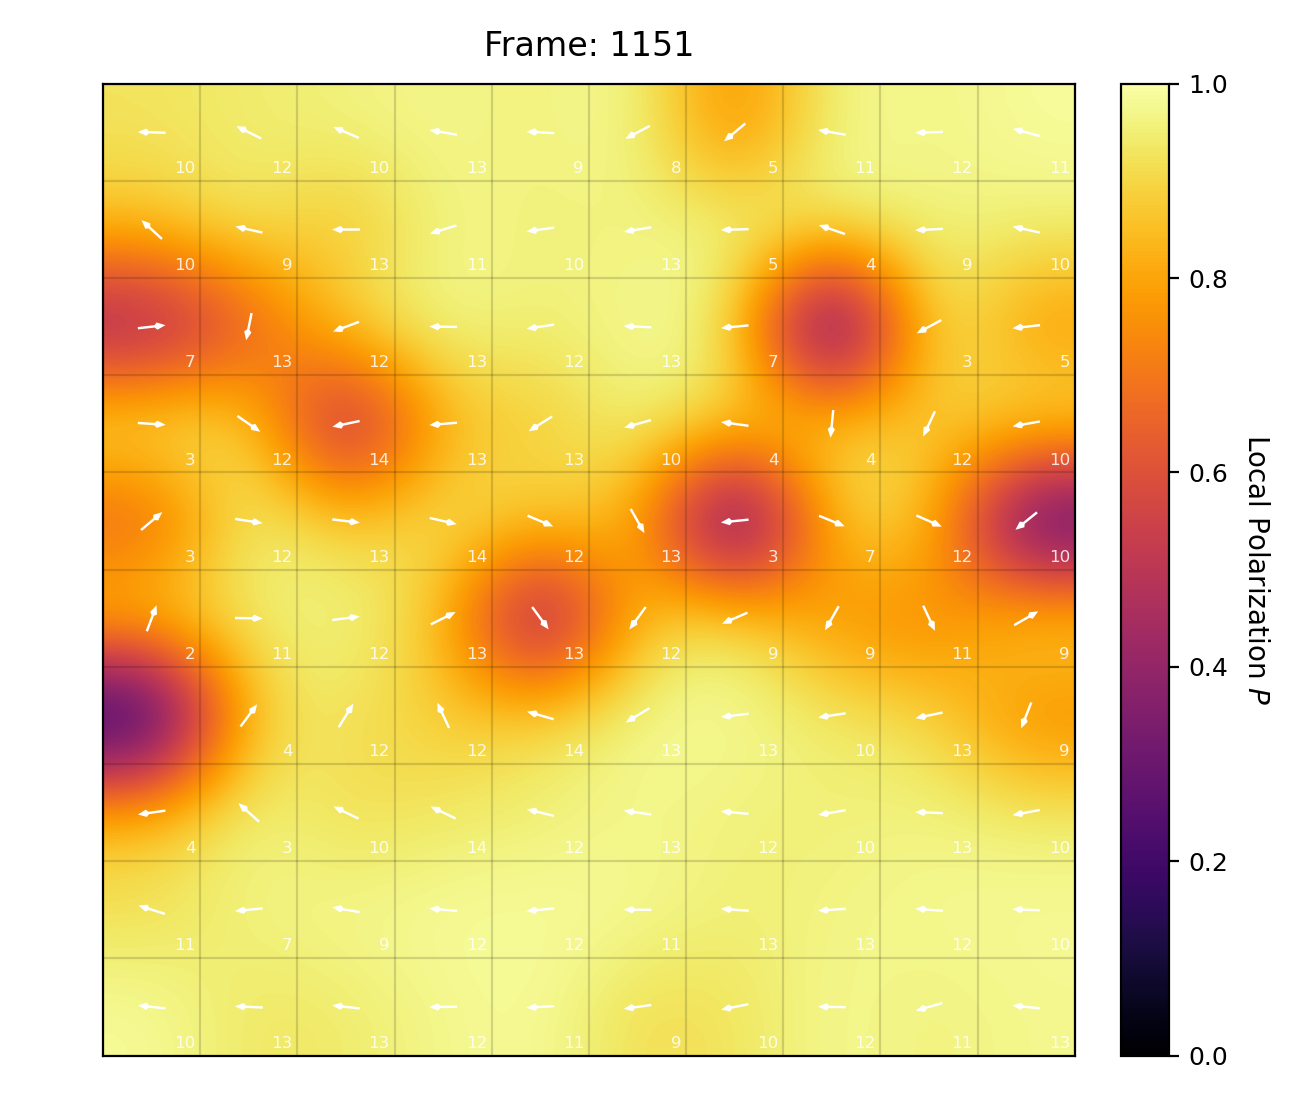 Frame: 1151
10 12 10 13 9 8 5 11 12 11
10 9 13 11 10 13 5 4 9 10
7 13 12 13 12 13 7 3 5
3 12 14 13 13 10 4 4 12 10
3 12 13 14 12 13 3 7 12 10
2 11 12 13 13 12 9 9 11 9
4 12 12 14 13 13 10 13 9
4 3 10 14 12 13 12 10 13 10
11 7 9 12 12 11 13 13 12 10
10 13 13 12 11 9 10 12 11 13
1.0
0.8
0.6
0.4
0.2
0.0
Local Polarization P